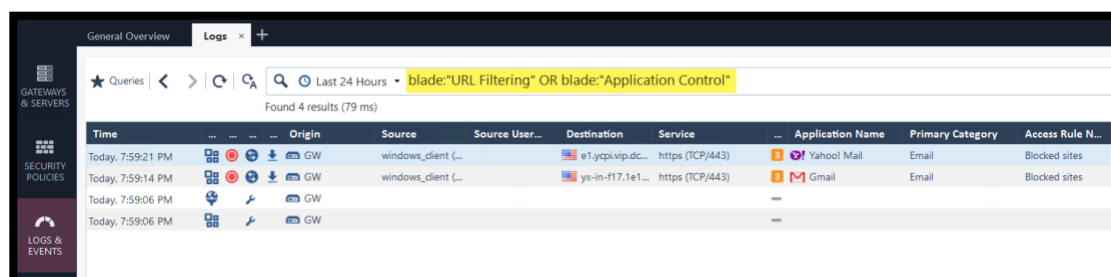 General Overview Logs × +
Queries Last 24 Hours blade:"URL Filtering" OR blade:"Application Control"
GATEWAYS & SERVERS
Found 4 results (79 ms)
Time ... ... ... ... Origin Source Source User... Destination Service ... Application Name Primary Category Access Rule N...
Today, 7:59:21 PM GW windows_client (... e1.ycpi.vip.dc... https (TCP/443) 3 Yahoo! Mail Email Blocked sites
Today, 7:59:14 PM GW windows_client (... yx-in-f17.1e1... https (TCP/443) 3 Gmail Email Blocked sites
SECURITY POLICIES
Today, 7:59:06 PM GW
Today, 7:59:06 PM GW
LOGS & EVENTS